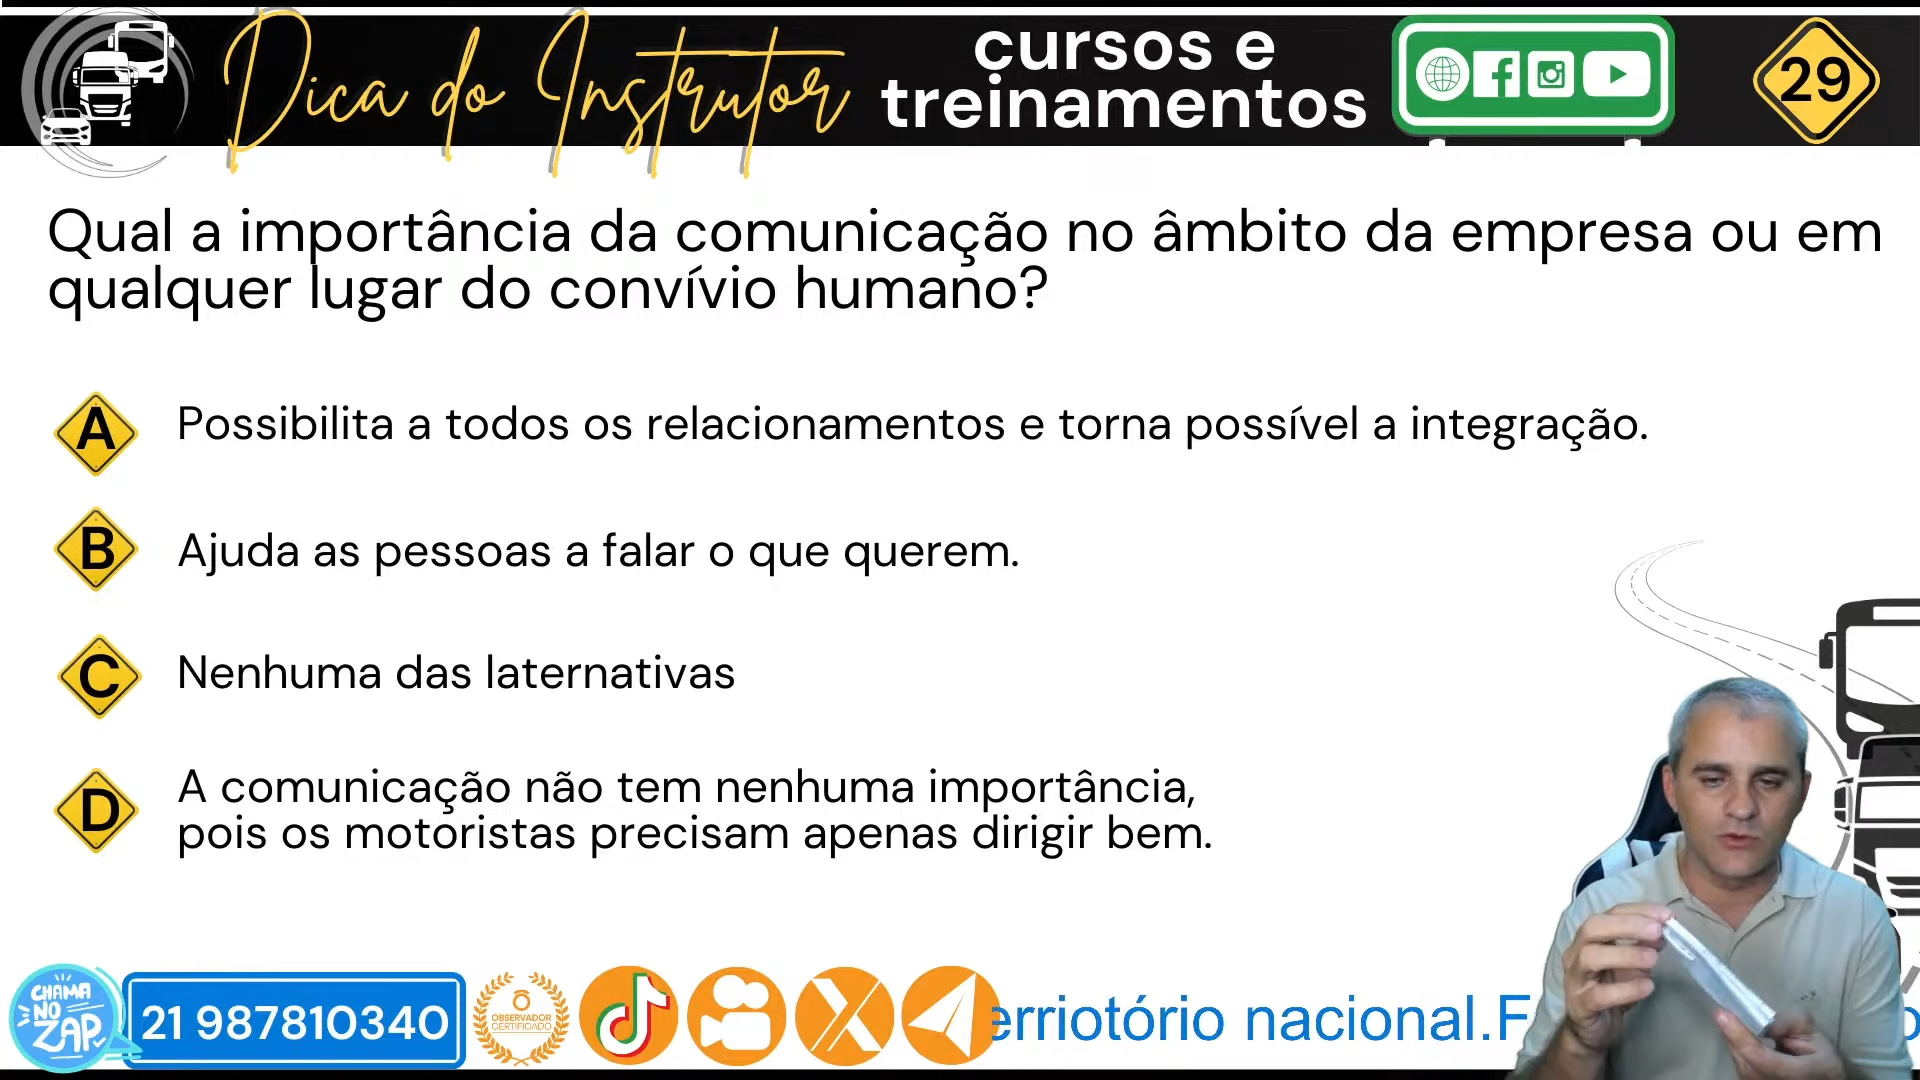 Dica do Instrutor
cursos e
treinamentos
29
Qual a importância da comunicação no âmbito da empresa ou em
qualquer lugar do convívio humano?
A Possibilita a todos os relacionamentos e torna possível a integração.
B Ajuda as pessoas a falar o que querem.
C Nenhuma das laternativas
D A comunicação não tem nenhuma importância,
pois os motoristas precisam apenas dirigir bem.
CHAMA
NO
ZAP
21 987810340
OBSERVADOR
CERTIFICADO
erriotório nacional.F